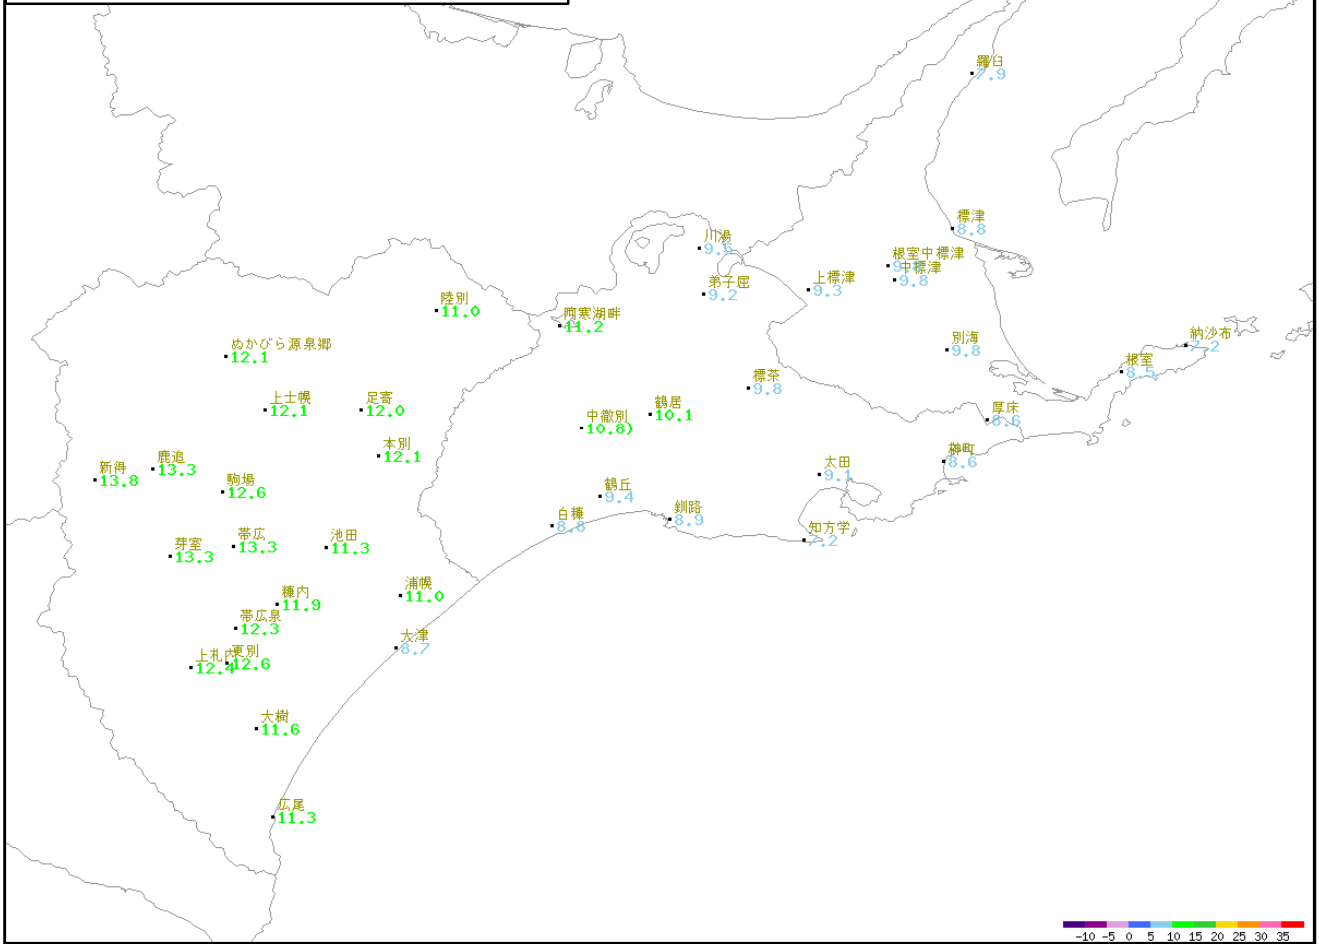 羅臼
7.9
標津
8.8
川湯
9.5
根室中標津
中標津
9.8
上標津
9.3
弟子屈
9.2
陸別
11.0
阿寒湖畔
11.2
納沙布
7.2
ぬかびら源泉郷
12.1
別海
9.8
根室
8.5
標茶
9.8
上士幌
12.1
足寄
12.0
鶴居
10.1
厚床
8.6
中徹別
10.8)
本別
12.1
榊町
8.6
鹿追
13.3
新得
13.8
太田
9.1
駒場
12.6
鶴丘
9.4
白糠
8.8
釧路
8.9
知方学
7.2
帯広
13.3
池田
11.3
芽室
13.3
浦幌
11.0
糠内
11.9
帯広泉
12.3
大津
8.7
上札内
12.4
更別
12.6
大樹
11.6
広尾
11.3
-10 -5 0 5 10 15 20 25 30 35